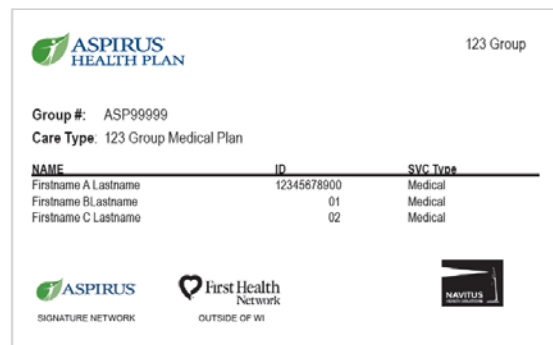 ASPIRUS
HEALTH PLAN
123 Group
Group #: ASP99999
Care Type: 123 Group Medical Plan
NAME ID SVC Type
Firstname A Lastname 12345678900 Medical
Firstname BLastname 01 Medical
Firstname C Lastname 02 Medical
ASPIRUS
SIGNATURE NETWORK
First Health
Network
OUTSIDE OF WI
NAVITUS
HEALTH SOLUTIONS